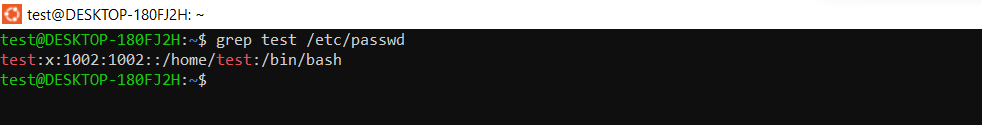 test@DESKTOP-180FJ2H: ~
test@DESKTOP-180FJ2H:~$ grep test /etc/passwd
test:x:1002:1002::/home/test:/bin/bash
test@DESKTOP-180FJ2H:~$